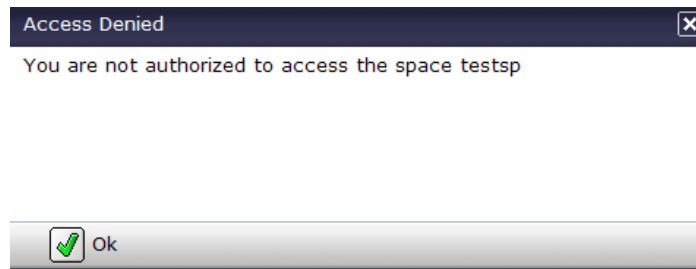 Access Denied
You are not authorized to access the space testsp
Ok